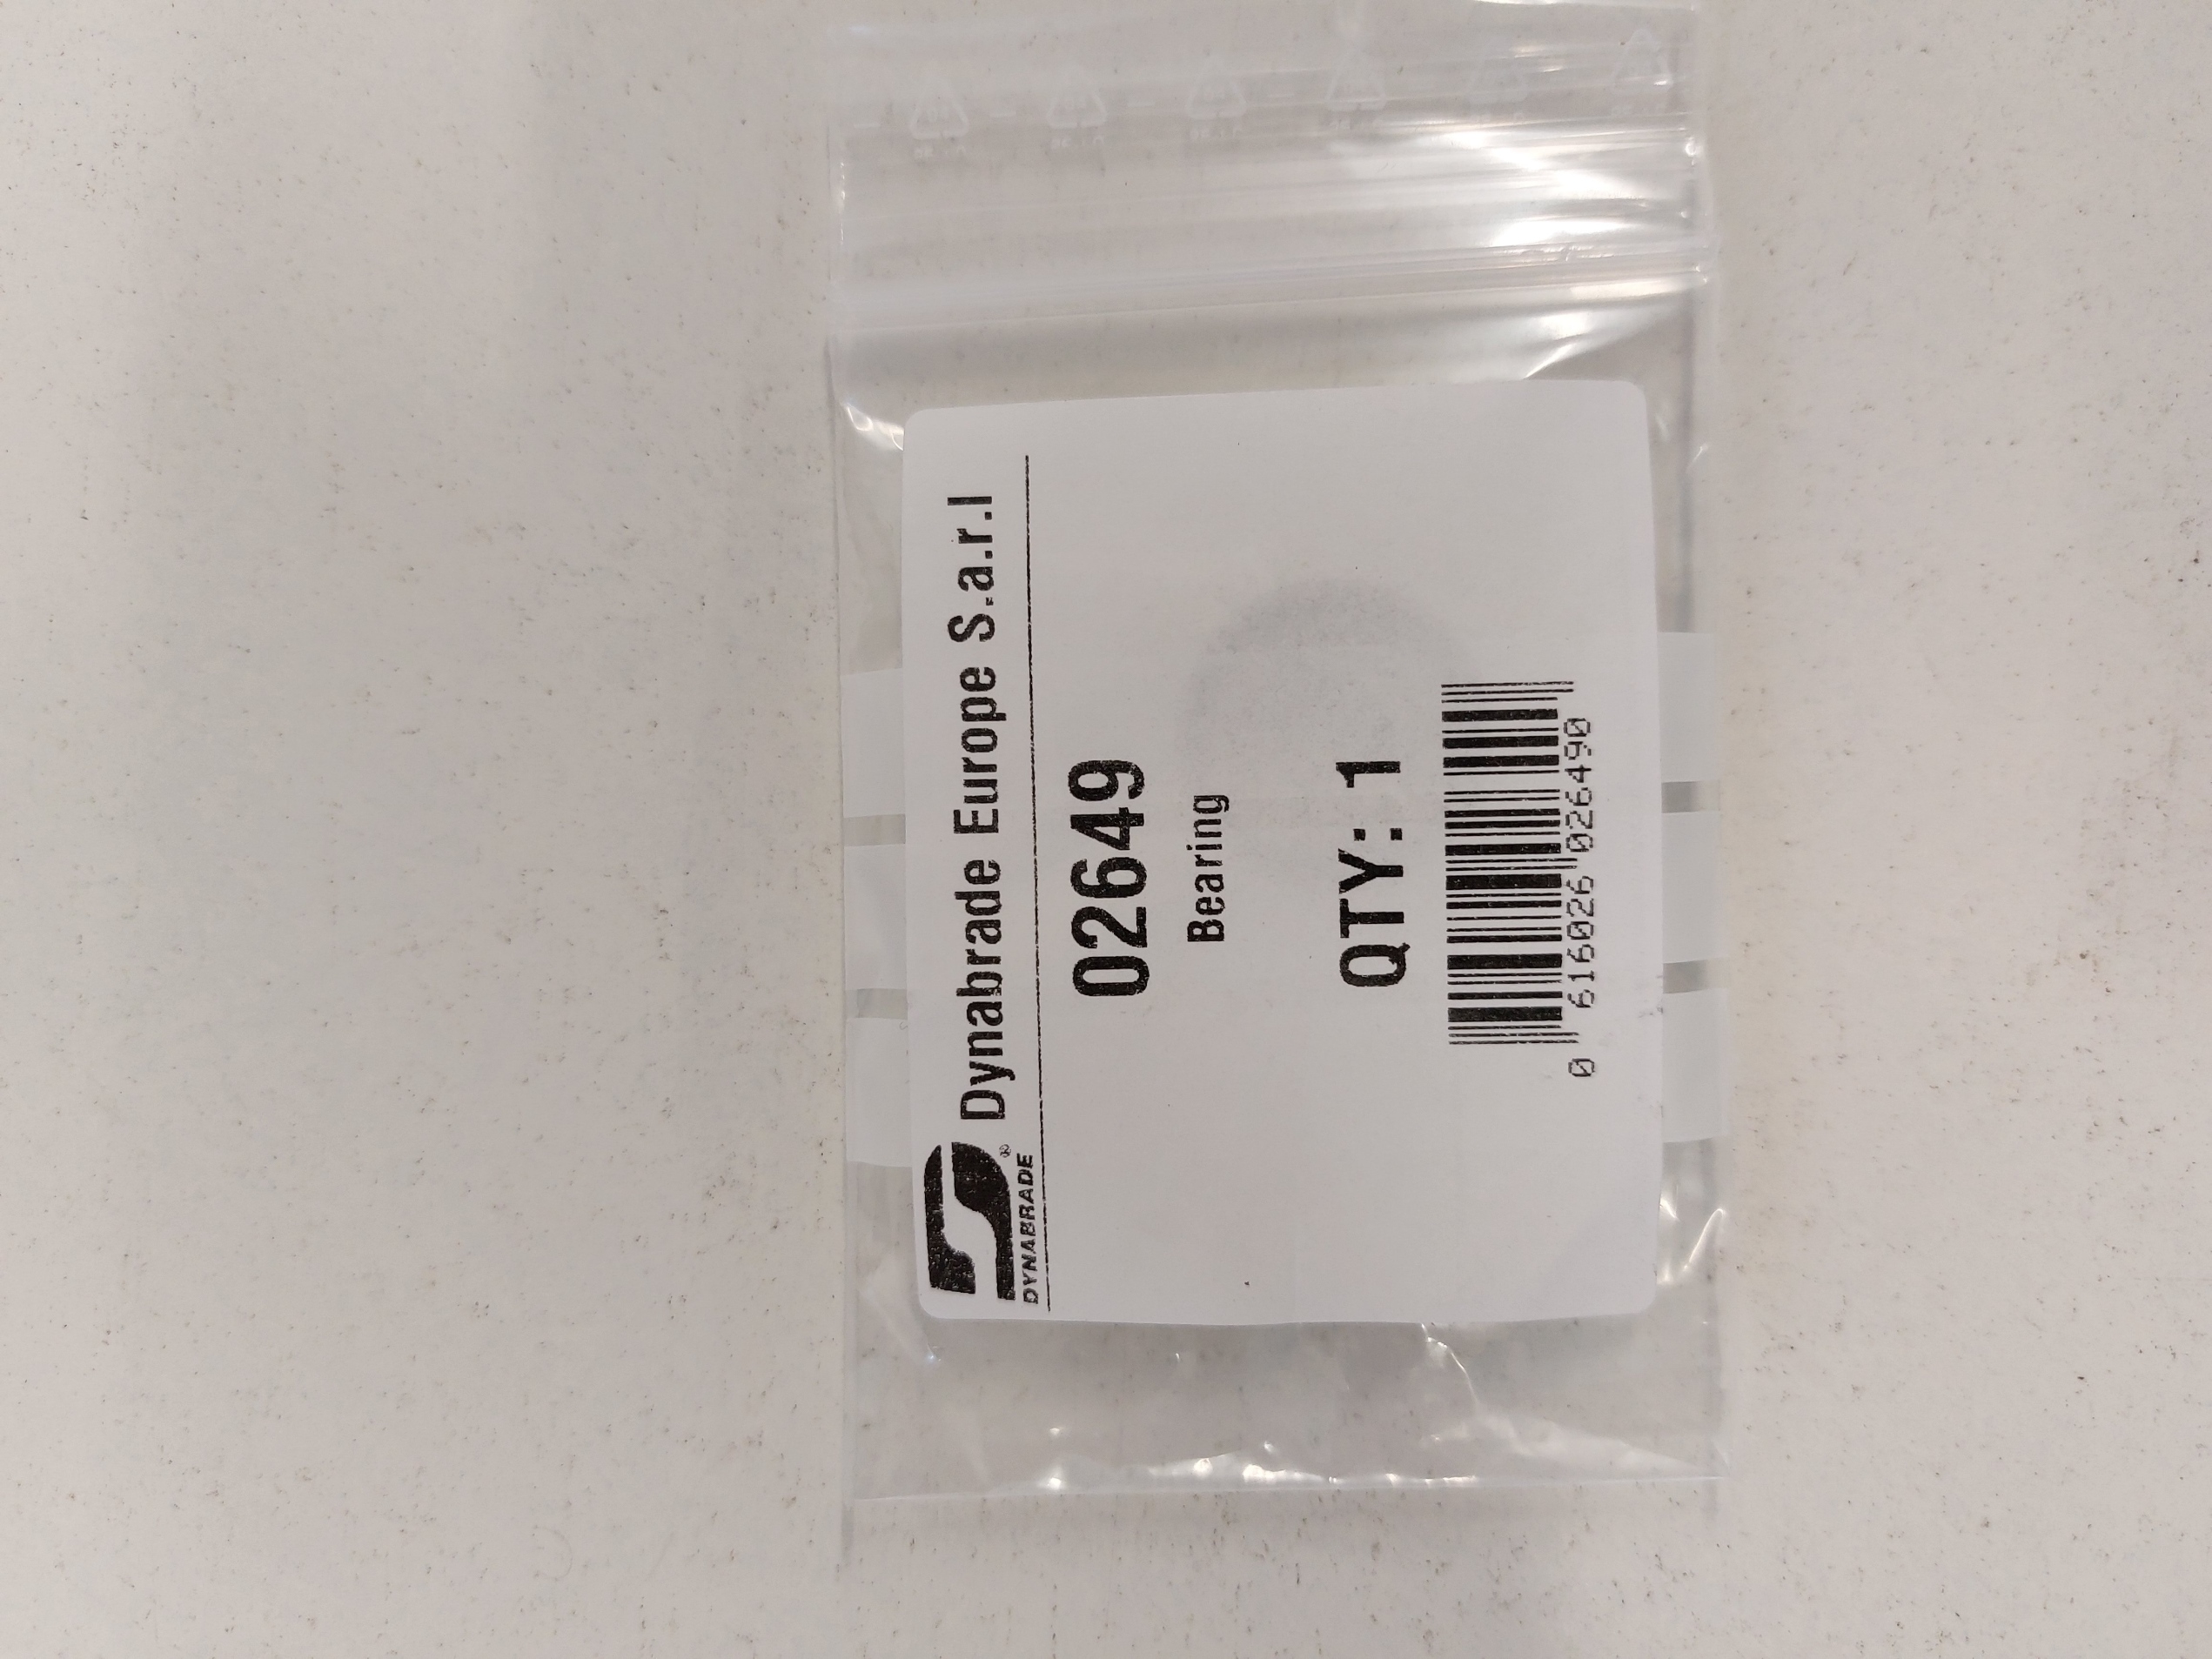 Dynabrade Europe S.a.r.l
DYNABRADE®
02649
Bearing
QTY: 1
0 616026 026490